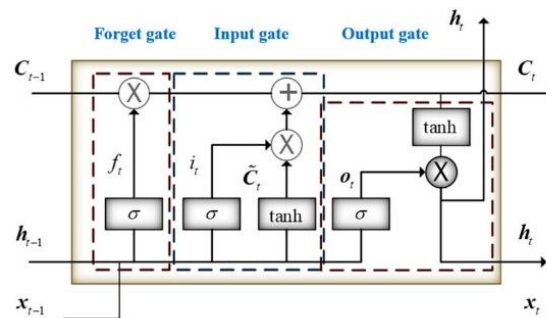 Forget gate Input gate Output gate
h_t
C_{t-1} C_t
X +
tanh
f_t i_t X C̃_t o_t X
σ σ tanh σ
h_{t-1} h_t
x_{t-1} x_t